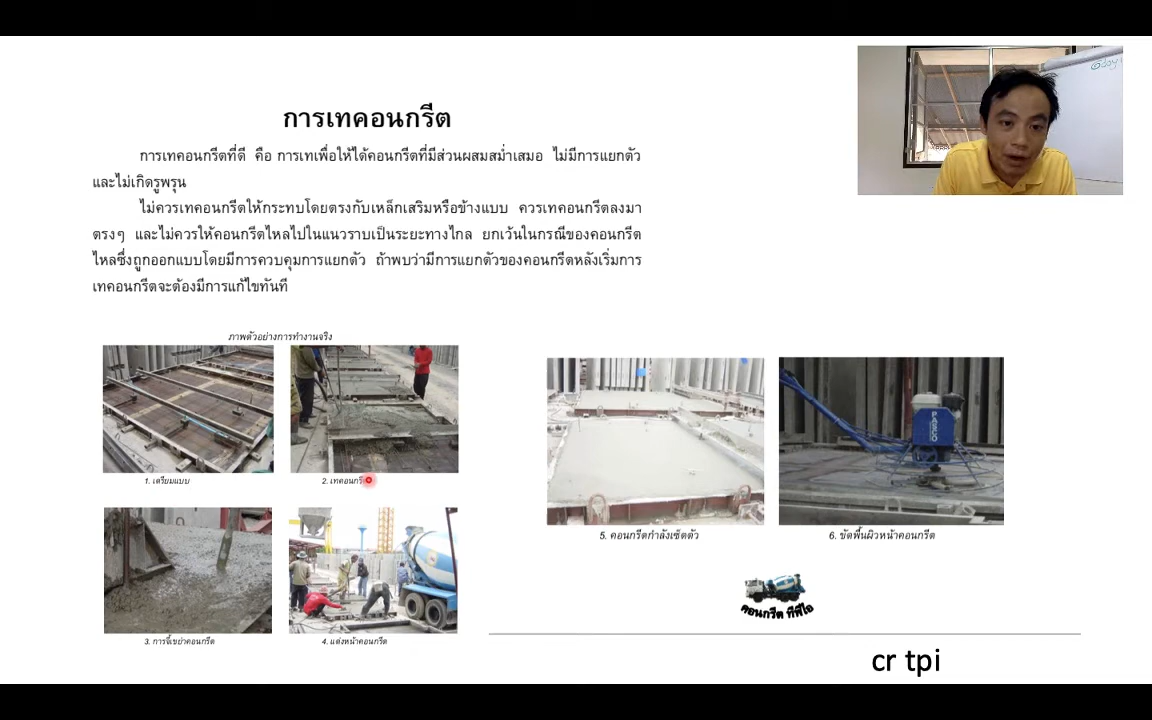 การเทคอนกรีต
การเทคอนกรีตที่ดี คือ การเทเพื่อให้ได้คอนกรีตที่มีส่วนผสมสม่ำเสมอ ไม่มีการแยกตัว
และไม่เกิดรูพรุน
ไม่ควรเทคอนกรีตให้กระทบโดยตรงกับเหล็กเสริมหรือข้างแบบ ควรเทคอนกรีตลงมา
ตรงๆ และไม่ควรให้คอนกรีตไหลไปในแนวราบเป็นระยะทางไกล ยกเว้นในกรณีของคอนกรีต
ไหลซึ่งถูกออกแบบโดยมีการควบคุมการแยกตัว ถ้าพบว่ามีการแยกตัวของคอนกรีตหลังเริ่มการ
เทคอนกรีตจะต้องมีการแก้ไขทันที
ภาพตัวอย่างการทำงานจริง
1. เตรียมแบบ
2. เทคอนกรี
3. การจี้เขย่าคอนกรีต
4. แต่งหน้าคอนกรีต
5. คอนกรีตกำลังเซ็ตตัว
6. ขัดพื้นผิวหน้าคอนกรีต
คอนกรีต ทีพีไอ
cr tpi